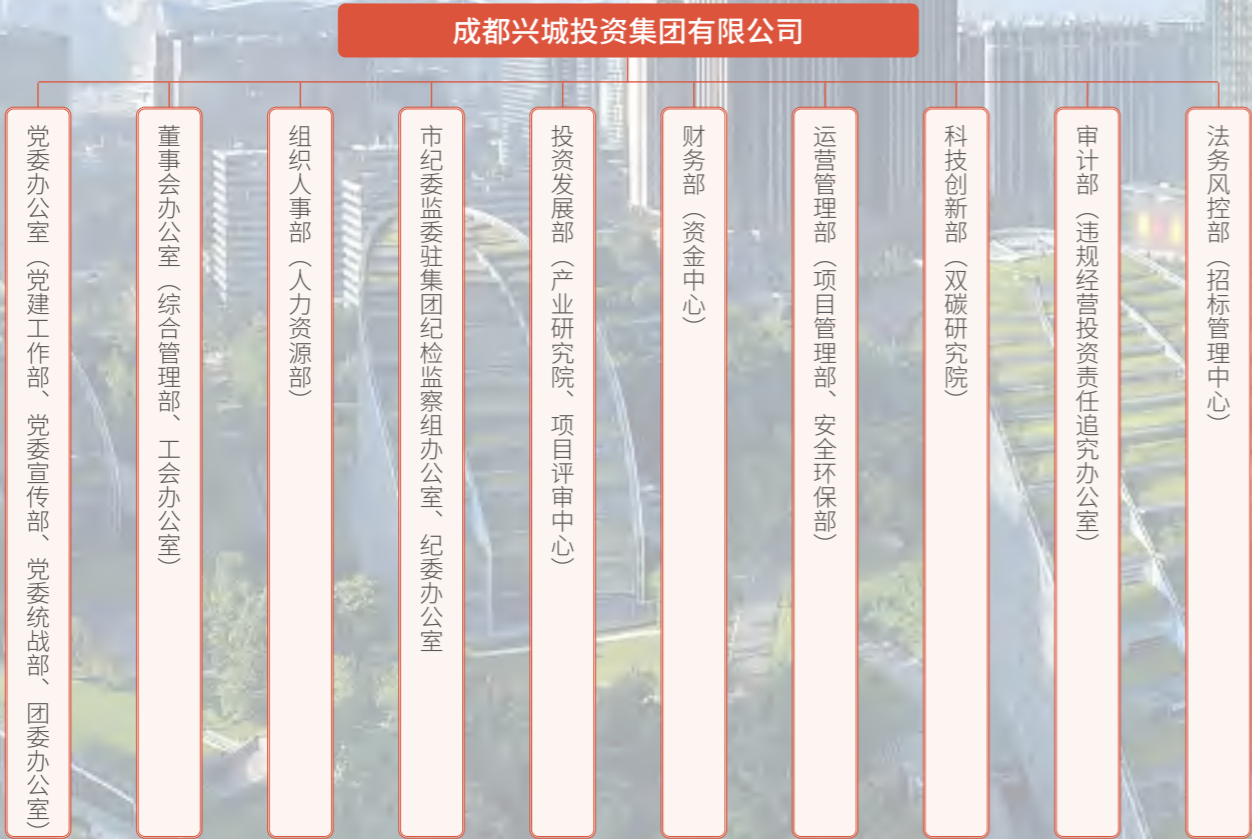 成都兴城投资集团有限公司
党委办公室（党建工作部、党委宣传部、党委统战部、团委办公室）
董事会办公室（综合管理部、工会办公室）
组织人事部（人力资源部）
市纪委监委驻集团纪检监察组办公室、纪委办公室
投资发展部（产业研究院、项目评审中心）
财务部（资金中心）
运营管理部（项目管理部、安全环保部）
科技创新部（双碳研究院）
审计部（违规经营投资责任追究办公室）
法务风控部（招标管理中心）